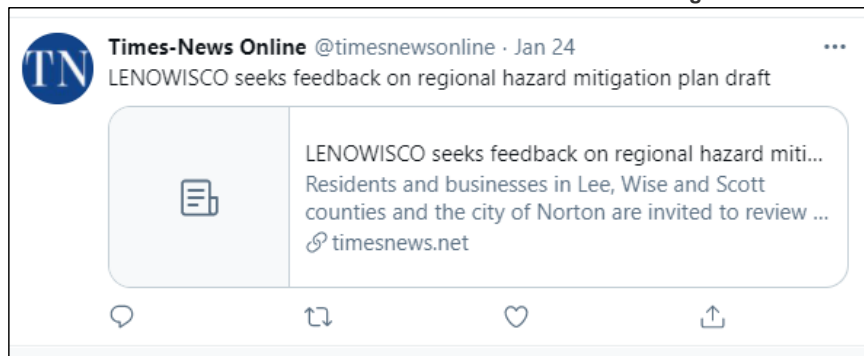 TN
Times-News Online @timesnewsonline · Jan 24
LENOWISCO seeks feedback on regional hazard mitigation plan draft
LENOWISCO seeks feedback on regional hazard miti...
Residents and businesses in Lee, Wise and Scott
counties and the city of Norton are invited to review ...
timesnews.net